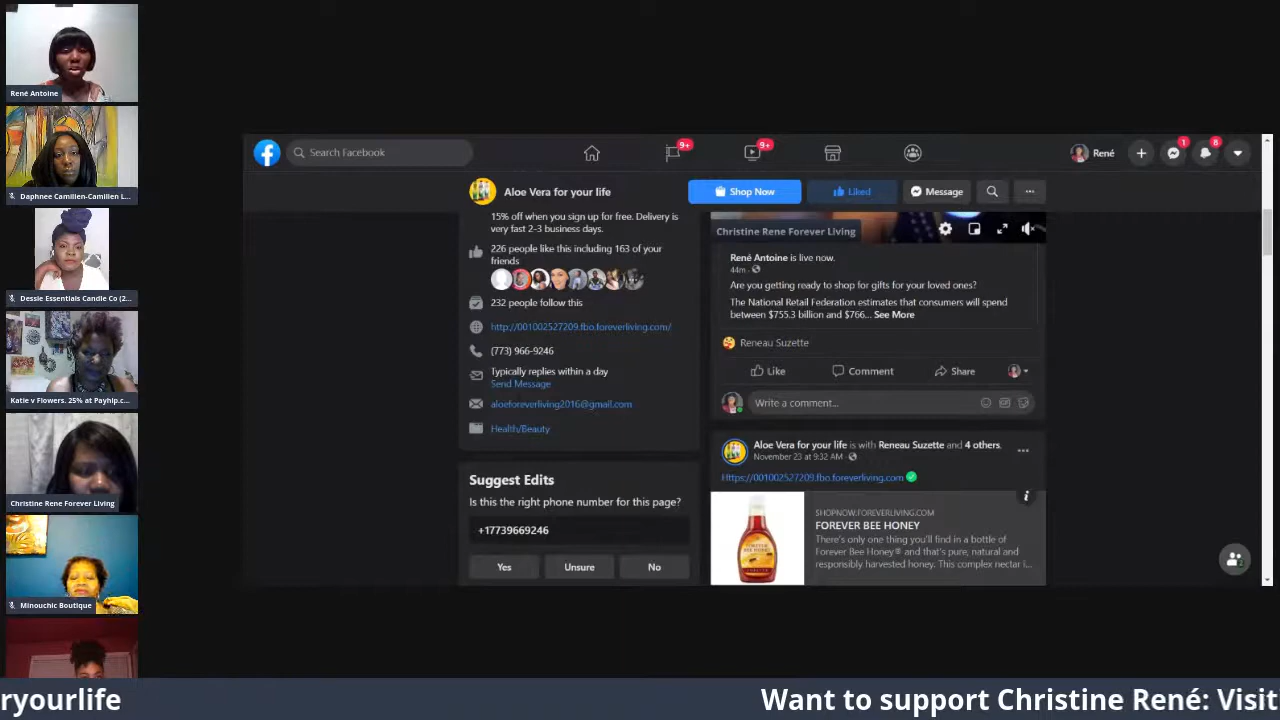 René Antoine
Daphnee Camilien-Camilien L...
Dessie Essentials Candle Co (2...
Katie v Flowers. 25% at Payhip.c...
Christine Rene Forever Living
Minouchic Boutique
Search Facebook
9+
9+
René
1
8
Aloe Vera for your life
Shop Now
Liked
Message
15% off when you sign up for free. Delivery is
very fast 2-3 business days.
226 people like this including 163 of your
friends
232 people follow this
http://001002527209.fbo.foreverliving.com/
(773) 966-9246
Typically replies within a day
Send Message
aloeforeverliving2016@gmail.com
Health/Beauty
Suggest Edits
Is this the right phone number for this page?
+17739669246
Yes
Unsure
No
Christine Rene Forever Living
René Antoine is live now.
44m
Are you getting ready to shop for gifts for your loved ones?
The National Retail Federation estimates that consumers will spend
between $755.3 billion and $766... See More
Reneau Suzette
Like
Comment
Share
Write a comment...
Aloe Vera for your life is with Reneau Suzette and 4 others.
November 23 at 9:32 AM
Https://001002527209.fbo.foreverliving.com
SHOPNOW.FOREVERLIVING.COM
FOREVER BEE HONEY
There's only one thing you'll find in a bottle of
Forever Bee Honey® and that's pure, natural and
responsibly harvested honey. This complex nectar i...
ryourlife
Want to support Christine René: Visit